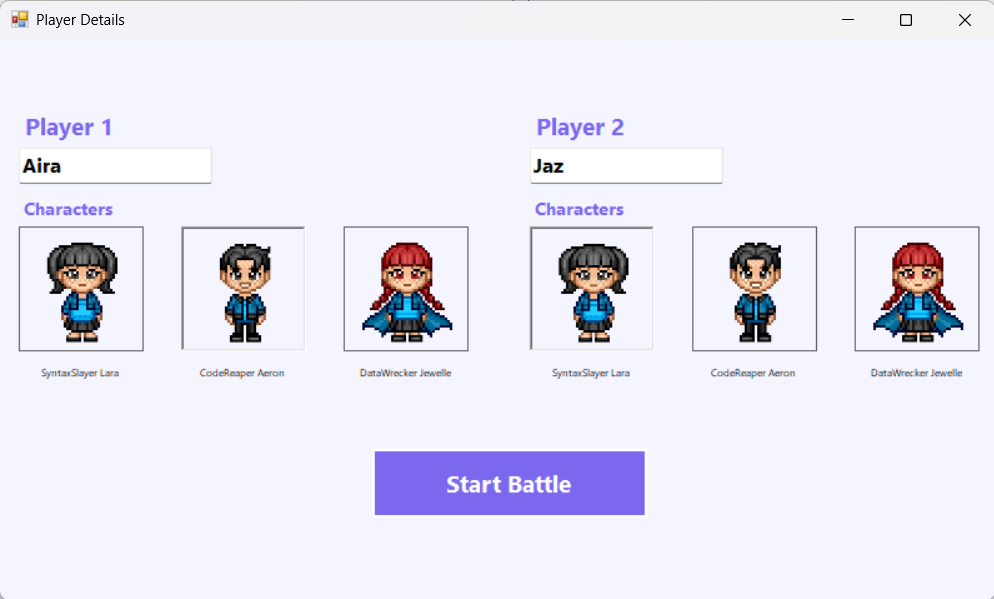 Player Details
Player 1
Player 2
Aira
Jaz
Characters
Characters
SyntaxSlayer Lara
CodeReaper Aeron
DataWrecker Jewelle
SyntaxSlayer Lara
CodeReaper Aeron
DataWrecker Jewelle
Start Battle